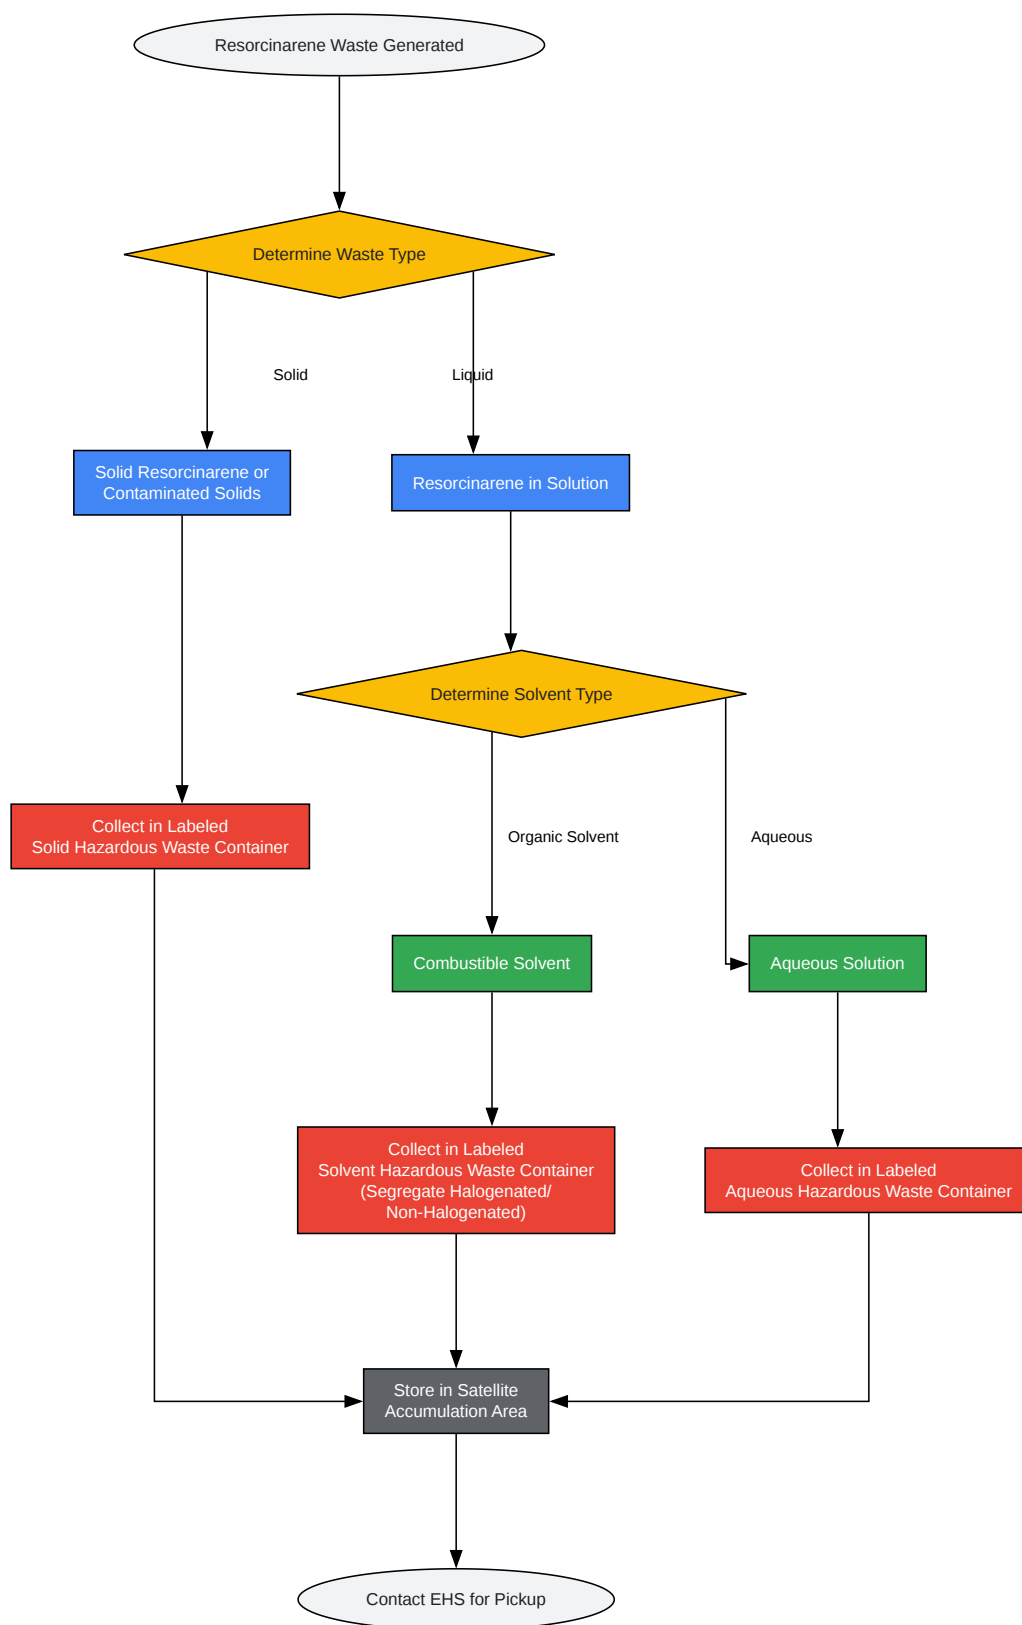 Resorcinarene Waste Generated
Determine Waste Type
Solid
Liquid
Solid Resorcinarene or
Contaminated Solids
Resorcinarene in Solution
Determine Solvent Type
Collect in Labeled
Solid Hazardous Waste Container
Organic Solvent
Aqueous
Combustible Solvent
Aqueous Solution
Collect in Labeled
Solvent Hazardous Waste Container
(Segregate Halogenated/
Non-Halogenated)
Collect in Labeled
Aqueous Hazardous Waste Container
Store in Satellite
Accumulation Area
Contact EHS for Pickup